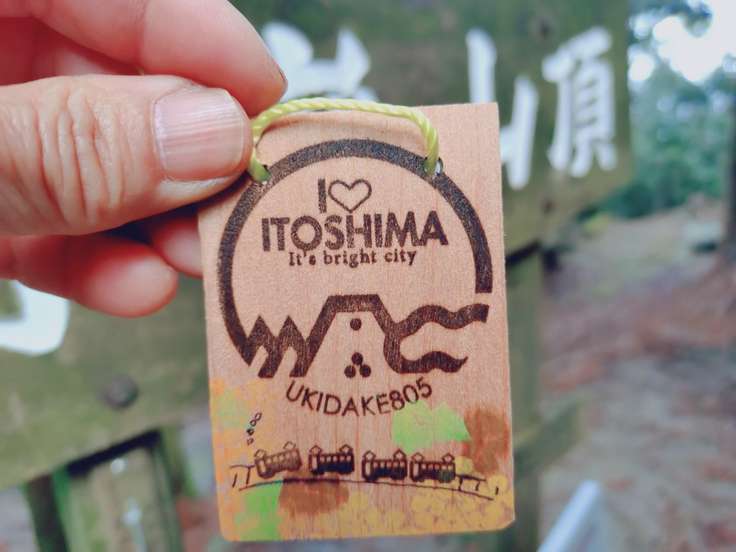 I♡
ITOSHIMA
It's bright city
UKIDAKE805
山頂